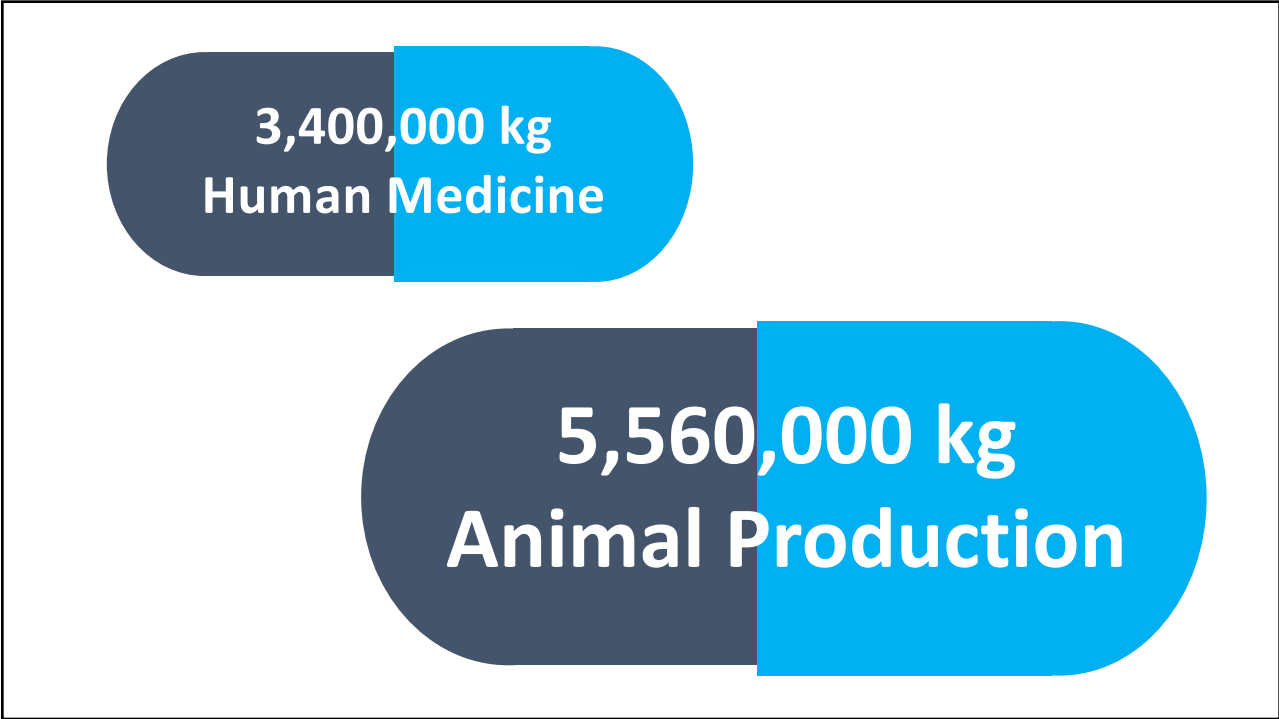 3,400,000 kg
Human Medicine
5,560,000 kg
Animal Production